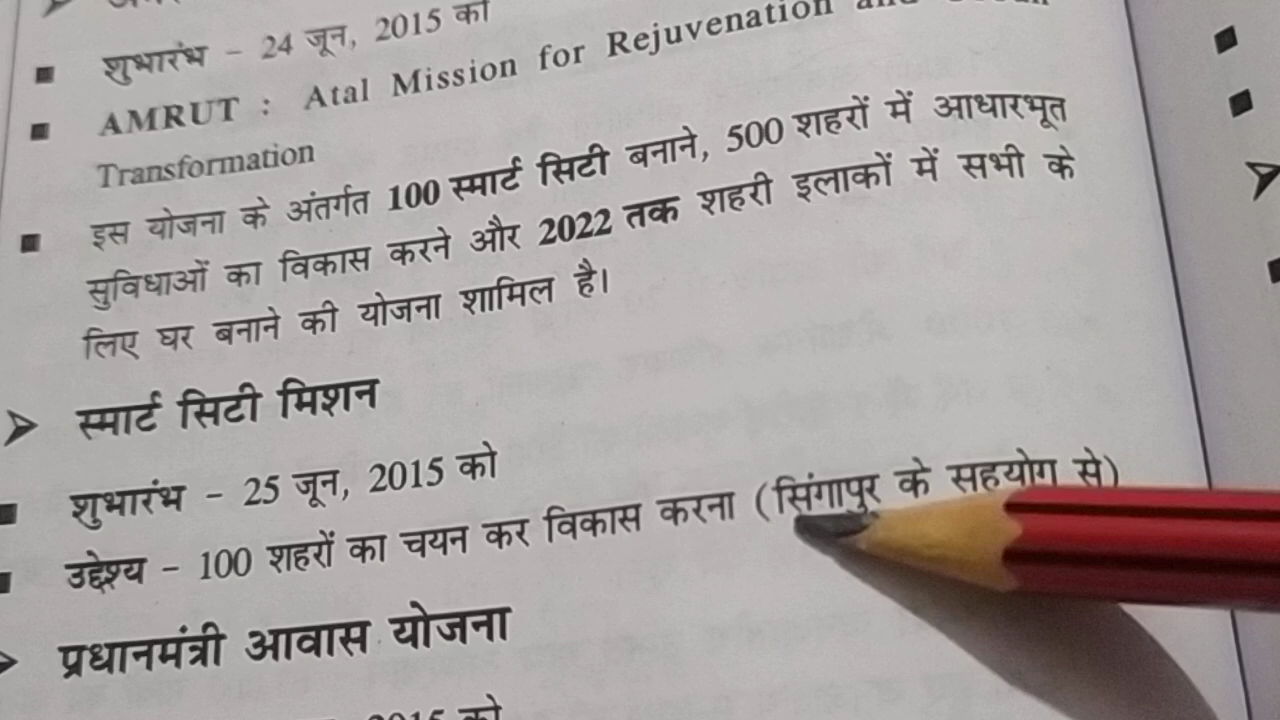 शुभारंभ - 24 जून, 2015 को
AMRUT : Atal Mission for Rejuvenation and
Transformation
इस योजना के अंतर्गत 100 स्मार्ट सिटी बनाने, 500 शहरों में आधारभूत
सुविधाओं का विकास करने और 2022 तक शहरी इलाकों में सभी के
लिए घर बनाने की योजना शामिल है।
स्मार्ट सिटी मिशन
शुभारंभ - 25 जून, 2015 को
उद्देश्य - 100 शहरों का चयन कर विकास करना (सिंगापुर के सहयोग से)
प्रधानमंत्री आवास योजना
2015 को